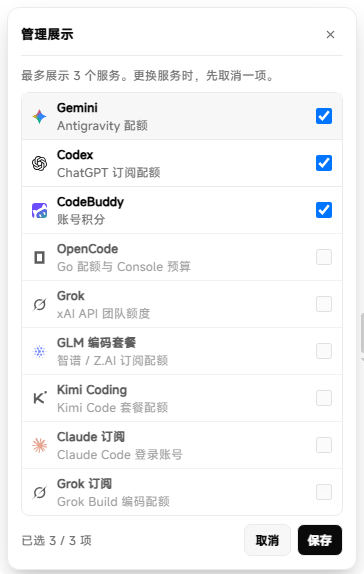 管理展示
最多展示 3 个服务。更换服务时，先取消一项。
Gemini
Antigravity 配额
Codex
ChatGPT 订阅配额
CodeBuddy
账号积分
OpenCode
Go 配额与 Console 预算
Grok
xAI API 团队额度
GLM 编码套餐
智谱 / Z.AI 订阅配额
Kimi Coding
Kimi Code 套餐配额
Claude 订阅
Claude Code 登录账号
Grok 订阅
Grok Build 编码配额
已选 3 / 3 项
取消
保存